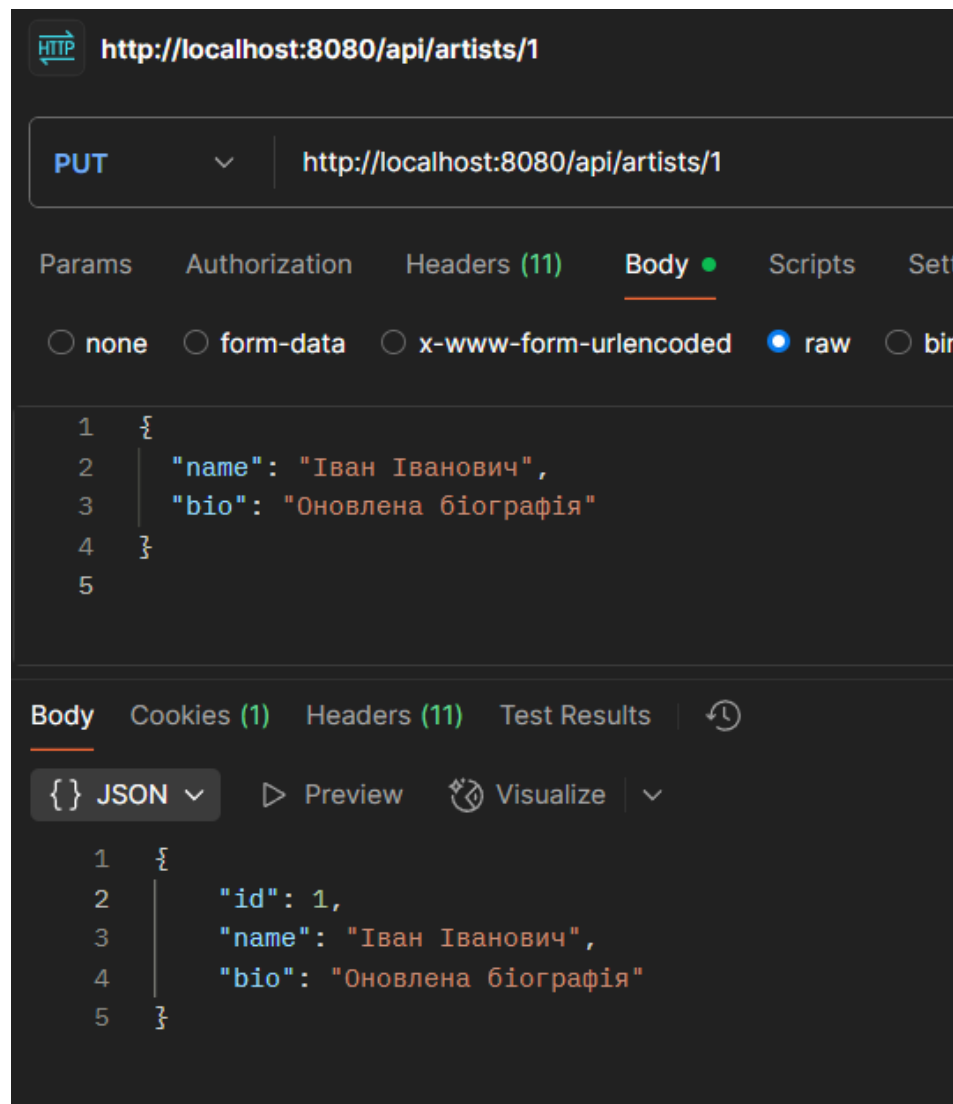 HTTP http://localhost:8080/api/artists/1
PUT http://localhost:8080/api/artists/1
Params Authorization Headers (11) Body Scripts Sett
none form-data x-www-form-urlencoded raw bin
1 {
2 "name": "Іван Іванович",
3 "bio": "Оновлена біографія"
4 }
5
Body Cookies (1) Headers (11) Test Results
{} JSON Preview Visualize
1 {
2 "id": 1,
3 "name": "Іван Іванович",
4 "bio": "Оновлена біографія"
5 }